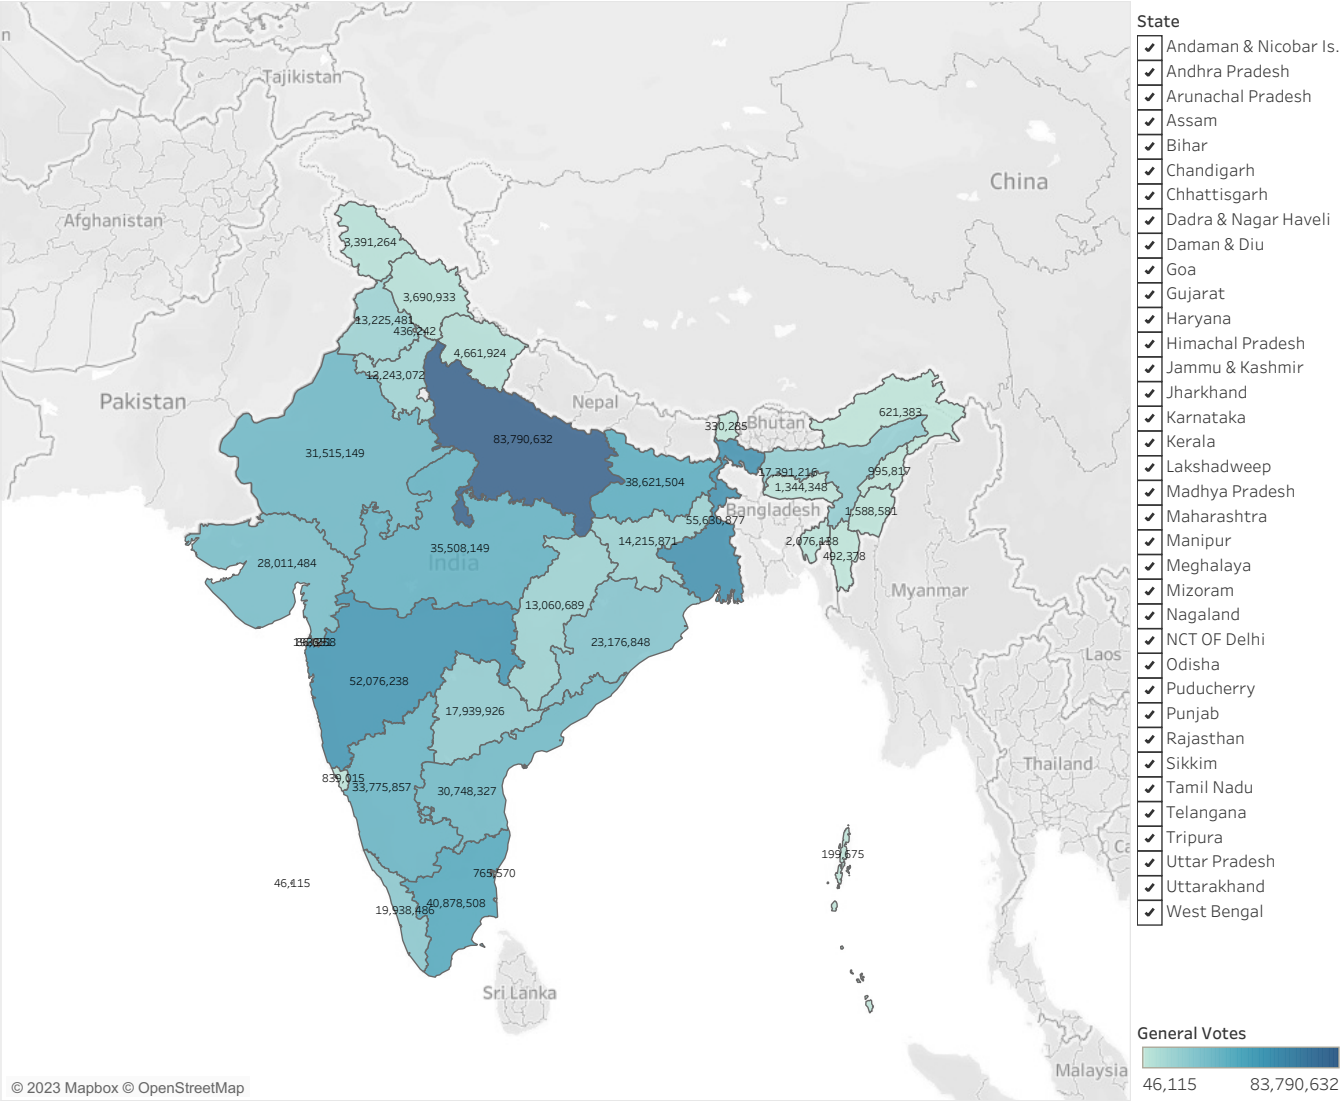 n
Tajikistan
China
Afghanistan
3,391,264
3,690,933
13,225,481
436,242
4,661,924
12,243,072
Pakistan
Nepal
621,383
330,285
Bhutan
83,790,632
31,515,149
17,391,216
995,817
38,621,504
1,344,348
Bangladesh
1,588,581
55,630,877
14,215,871
2,076,138
35,508,149
492,378
India
28,011,484
Myanmar
13,060,689
23,176,848
Laos
52,076,238
17,939,926
Thailand
839,015
33,775,857
30,748,327
Ca
199,675
765,570
46,115
40,878,508
19,938,486
Sri Lanka
Malaysia
© 2023 Mapbox © OpenStreetMap
State
Andaman & Nicobar Is.
Andhra Pradesh
Arunachal Pradesh
Assam
Bihar
Chandigarh
Chhattisgarh
Dadra & Nagar Haveli
Daman & Diu
Goa
Gujarat
Haryana
Himachal Pradesh
Jammu & Kashmir
Jharkhand
Karnataka
Kerala
Lakshadweep
Madhya Pradesh
Maharashtra
Manipur
Meghalaya
Mizoram
Nagaland
NCT OF Delhi
Odisha
Puducherry
Punjab
Rajasthan
Sikkim
Tamil Nadu
Telangana
Tripura
Uttar Pradesh
Uttarakhand
West Bengal
General Votes
46,115 83,790,632